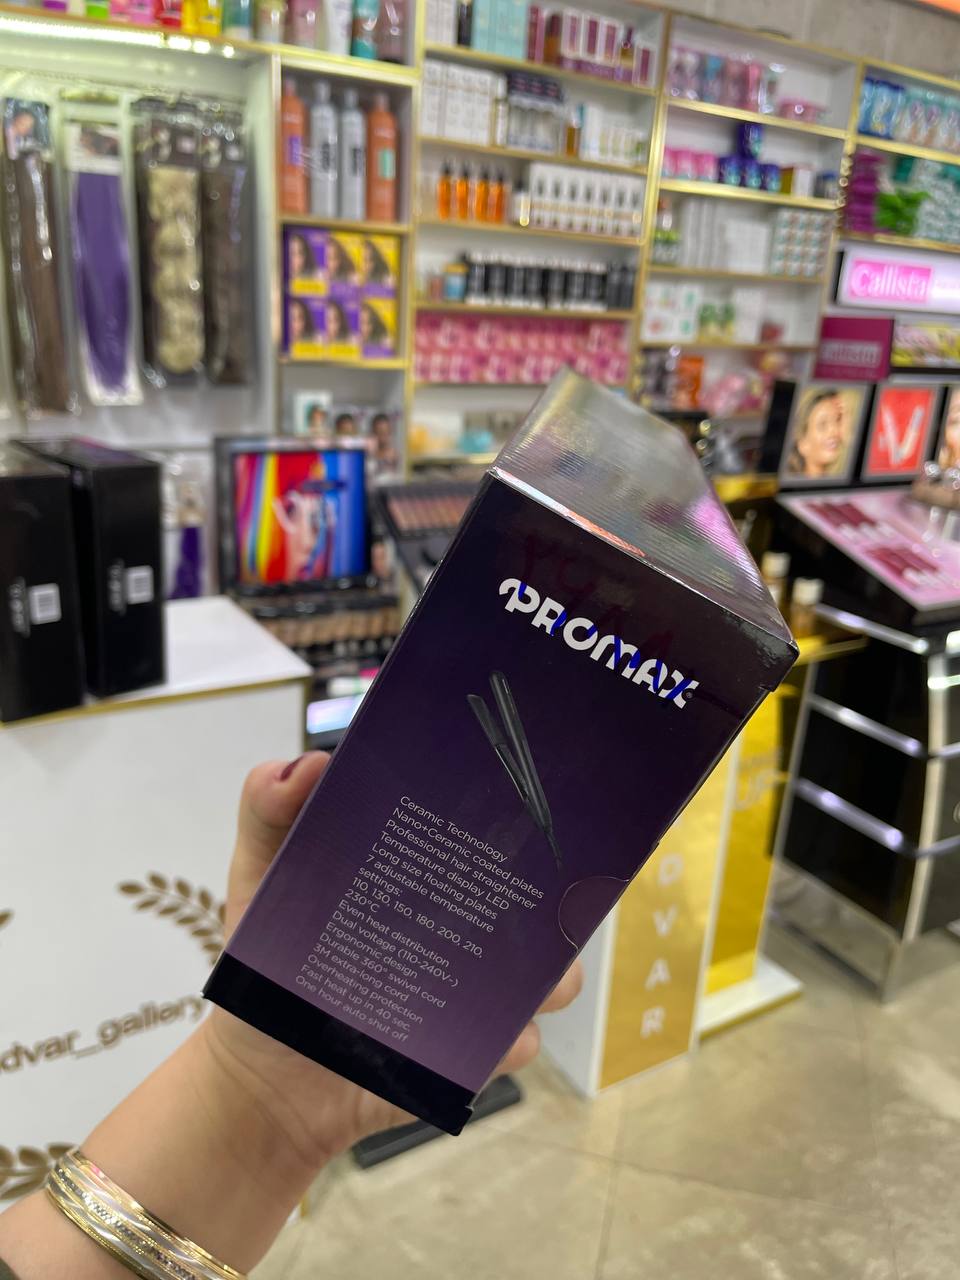 Callista
Callista
PROMAX
Ceramic Technology
Nano+Ceramic coated plates
Professional hair straightener
Temperature display LED
Long size floating plates
7 adjustable temperature
settings:
110, 130, 150, 180, 200, 210,
230°C
Even heat distribution
Dual voltage (110-240V~)
Ergonomic design
Durable 360° swivel cord
3M extra-long cord
Overheating protection
Fast heat up in 40 sec.
One hour auto shut off
dvar_gallery
D
V
A
R